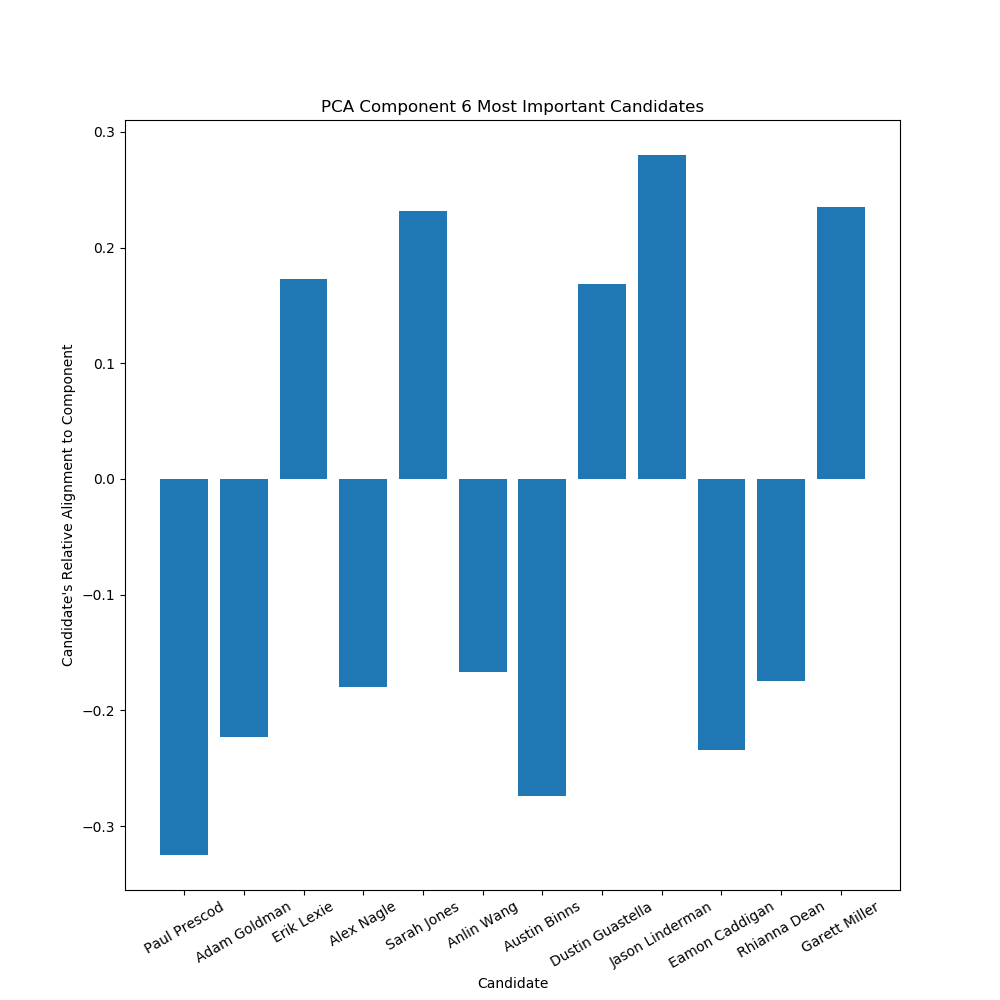 PCA Component 6 Most Important Candidates
Candidate's Relative Alignment to Component
0.3
0.2
0.1
0.0
−0.1
−0.2
−0.3
Paul Prescod
Adam Goldman
Erik Lexie
Alex Nagle
Sarah Jones
Anlin Wang
Austin Binns
Dustin Guastella
Jason Linderman
Eamon Caddigan
Rhianna Dean
Garett Miller
Candidate